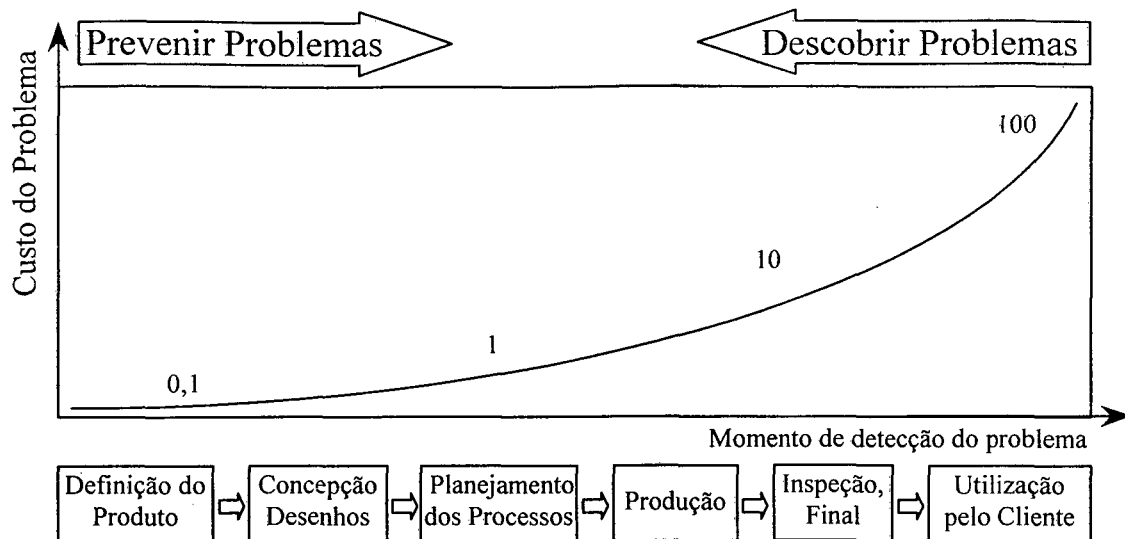 Prevenir Problemas
Descobrir Problemas
Custo do Problema
100
10
1
0,1
Momento de detecção do problema
Definição do
Produto
Concepção
Desenhos
Planejamento
dos Processos
Produção
Inspeção,
Final
Utilização
pelo Cliente